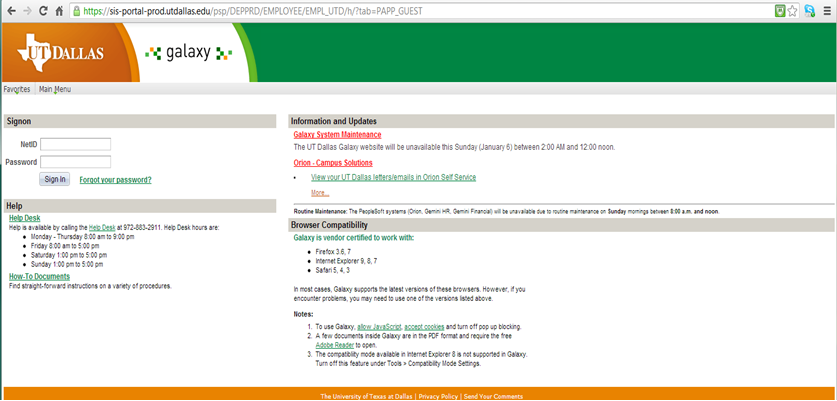 https://sis-portal-prod.utdallas.edu/psp/DEPPRD/EMPLOYEE/EMPL_UTD/h/?tab=PAPP_GUEST
UT DALLAS
galaxy
Favorites
Main Menu
Signon
NetID
Password
Sign In
Forgot your password?
Help
Help Desk
Help is available by calling the Help Desk at 972-883-2911. Help Desk hours are:
• Monday - Thursday 8:00 am to 9:00 pm
• Friday 8:00 am to 5:00 pm
• Saturday 1:00 pm to 5:00 pm
• Sunday 1:00 pm to 5:00 pm
How-To Documents
Find straight-forward instructions on a variety of procedures.
Information and Updates
Galaxy System Maintenance
The UT Dallas Galaxy website will be unavailable this Sunday (January 6) between 2:00 AM and 12:00 noon.
Orion - Campus Solutions
• View your UT Dallas letters/emails in Orion Self Service
More...
Routine Maintenance: The PeopleSoft systems (Orion, Gemini HR, Gemini Financial) will be unavailable due to routine maintenance on Sunday mornings between 8:00 a.m. and noon.
Browser Compatibility
Galaxy is vendor certified to work with:
• Firefox 3.6, 7
• Internet Explorer 9, 8, 7
• Safari 5, 4, 3
In most cases, Galaxy supports the latest versions of these browsers. However, if you
encounter problems, you may need to use one of the versions listed above.
Notes:
1. To use Galaxy, allow JavaScript, accept cookies and turn off pop up blocking.
2. A few documents inside Galaxy are in the PDF format and require the free
Adobe Reader to open.
3. The compatibility mode available in Internet Explorer 8 is not supported in Galaxy.
Turn off this feature under Tools > Compatibility Mode Settings.
The University of Texas at Dallas | Privacy Policy | Send Your Comments